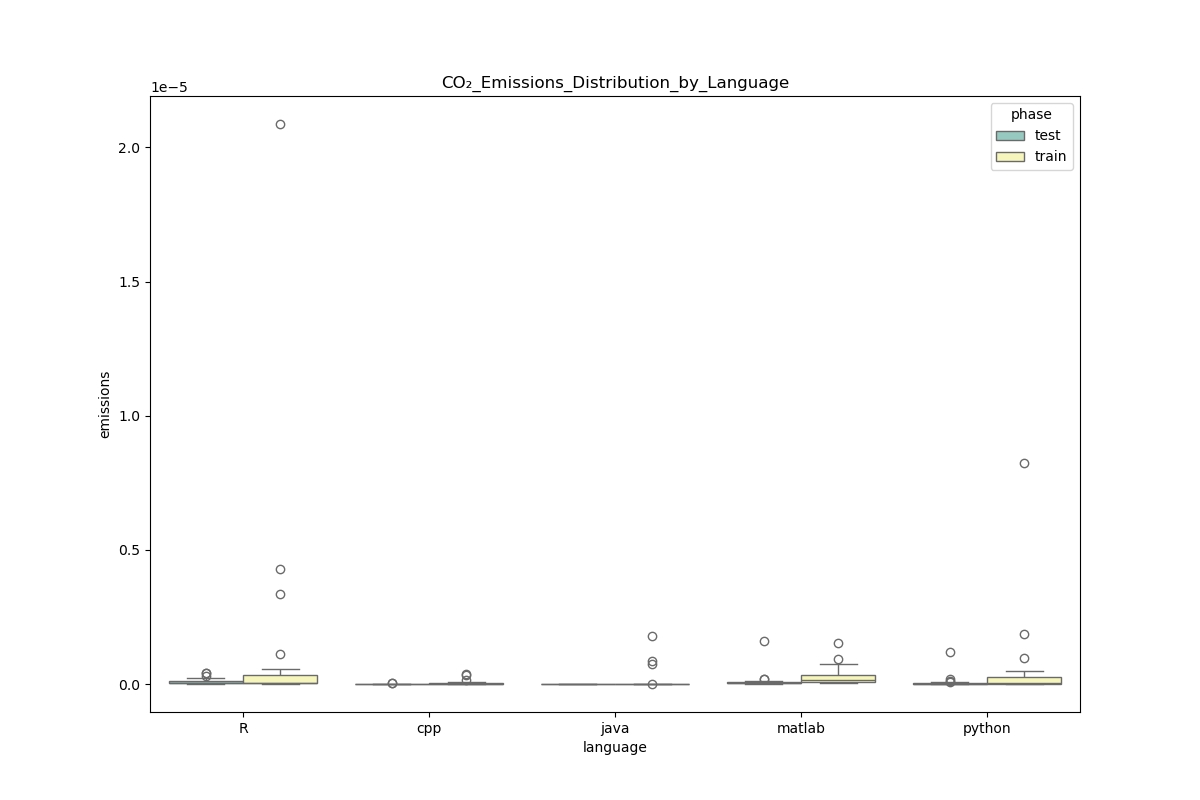 CO₂_Emissions_Distribution_by_Language
1e−5
phase
test
train
2.0
1.5
1.0
0.5
0.0
emissions
R
cpp
java
matlab
python
language